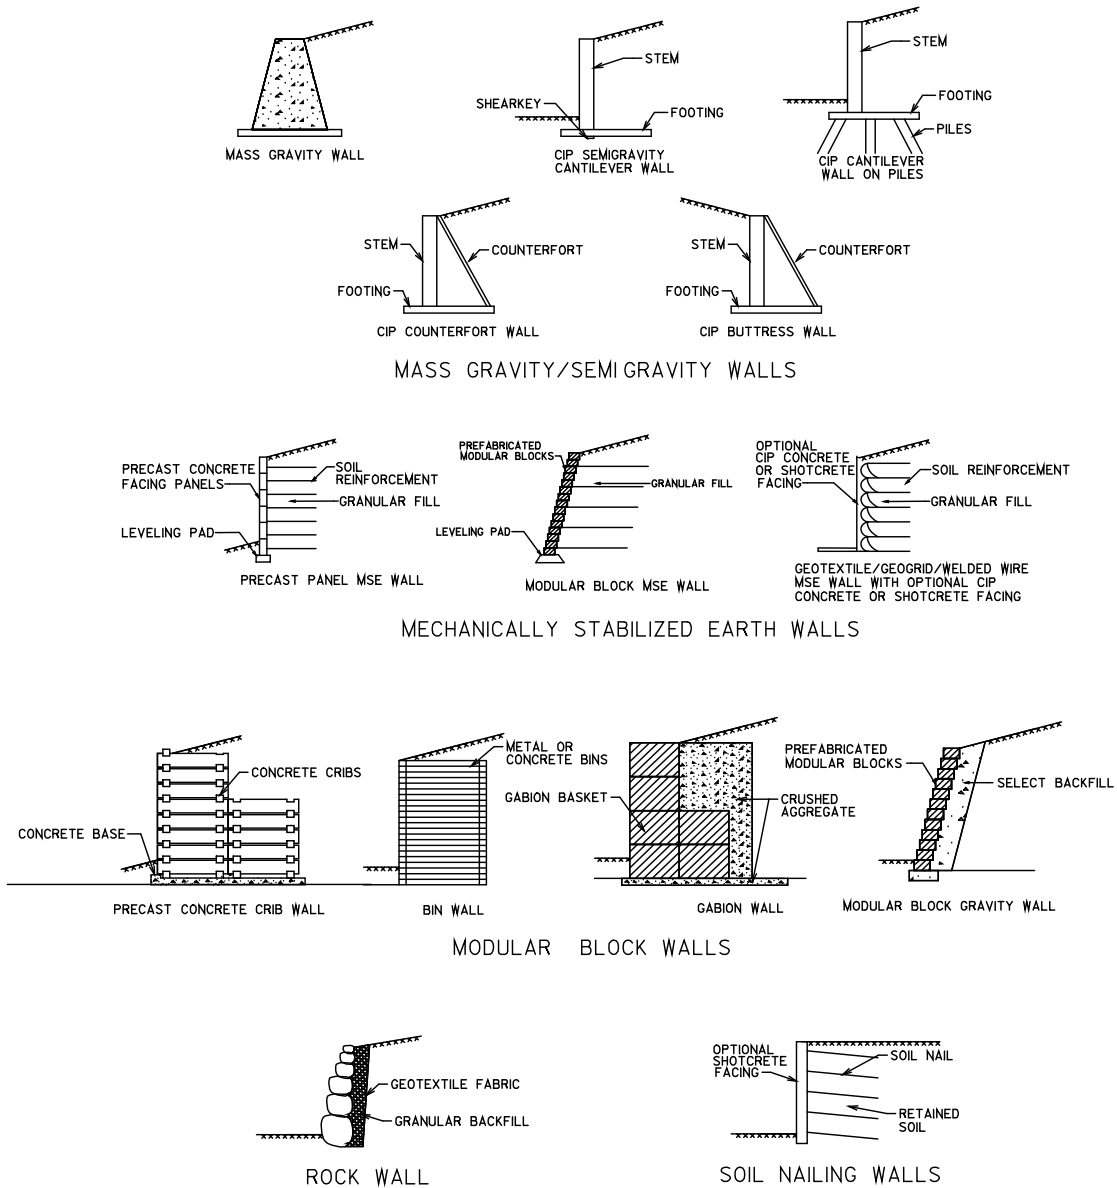 MASS GRAVITY WALL
STEM
SHEARKEY
FOOTING
CIP SEMIGRAVITY
CANTILEVER WALL
STEM
FOOTING
PILES
CIP CANTILEVER
WALL ON PILES
STEM
COUNTERFORT
FOOTING
CIP COUNTERFORT WALL
STEM
COUNTERFORT
FOOTING
CIP BUTTRESS WALL
MASS GRAVITY/SEMIGRAVITY WALLS
PRECAST CONCRETE
FACING PANELS
SOIL
REINFORCEMENT
GRANULAR FILL
LEVELING PAD
PRECAST PANEL MSE WALL
PREFABRICATED
MODULAR BLOCKS
GRANULAR FILL
LEVELING PAD
MODULAR BLOCK MSE WALL
OPTIONAL
CIP CONCRETE
OR SHOTCRETE
FACING
SOIL REINFORCEMENT
GRANULAR FILL
GEOTEXTILE/GEOGRID/WELDED WIRE
MSE WALL WITH OPTIONAL CIP
CONCRETE OR SHOTCRETE FACING
MECHANICALLY STABILIZED EARTH WALLS
CONCRETE CRIBS
CONCRETE BASE
PRECAST CONCRETE CRIB WALL
METAL OR
CONCRETE BINS
BIN WALL
GABION BASKET
CRUSHED
AGGREGATE
GABION WALL
PREFABRICATED
MODULAR BLOCKS
SELECT BACKFILL
MODULAR BLOCK GRAVITY WALL
MODULAR BLOCK WALLS
GEOTEXTILE FABRIC
GRANULAR BACKFILL
ROCK WALL
OPTIONAL
SHOTCRETE
FACING
SOIL NAIL
RETAINED
SOIL
SOIL NAILING WALLS